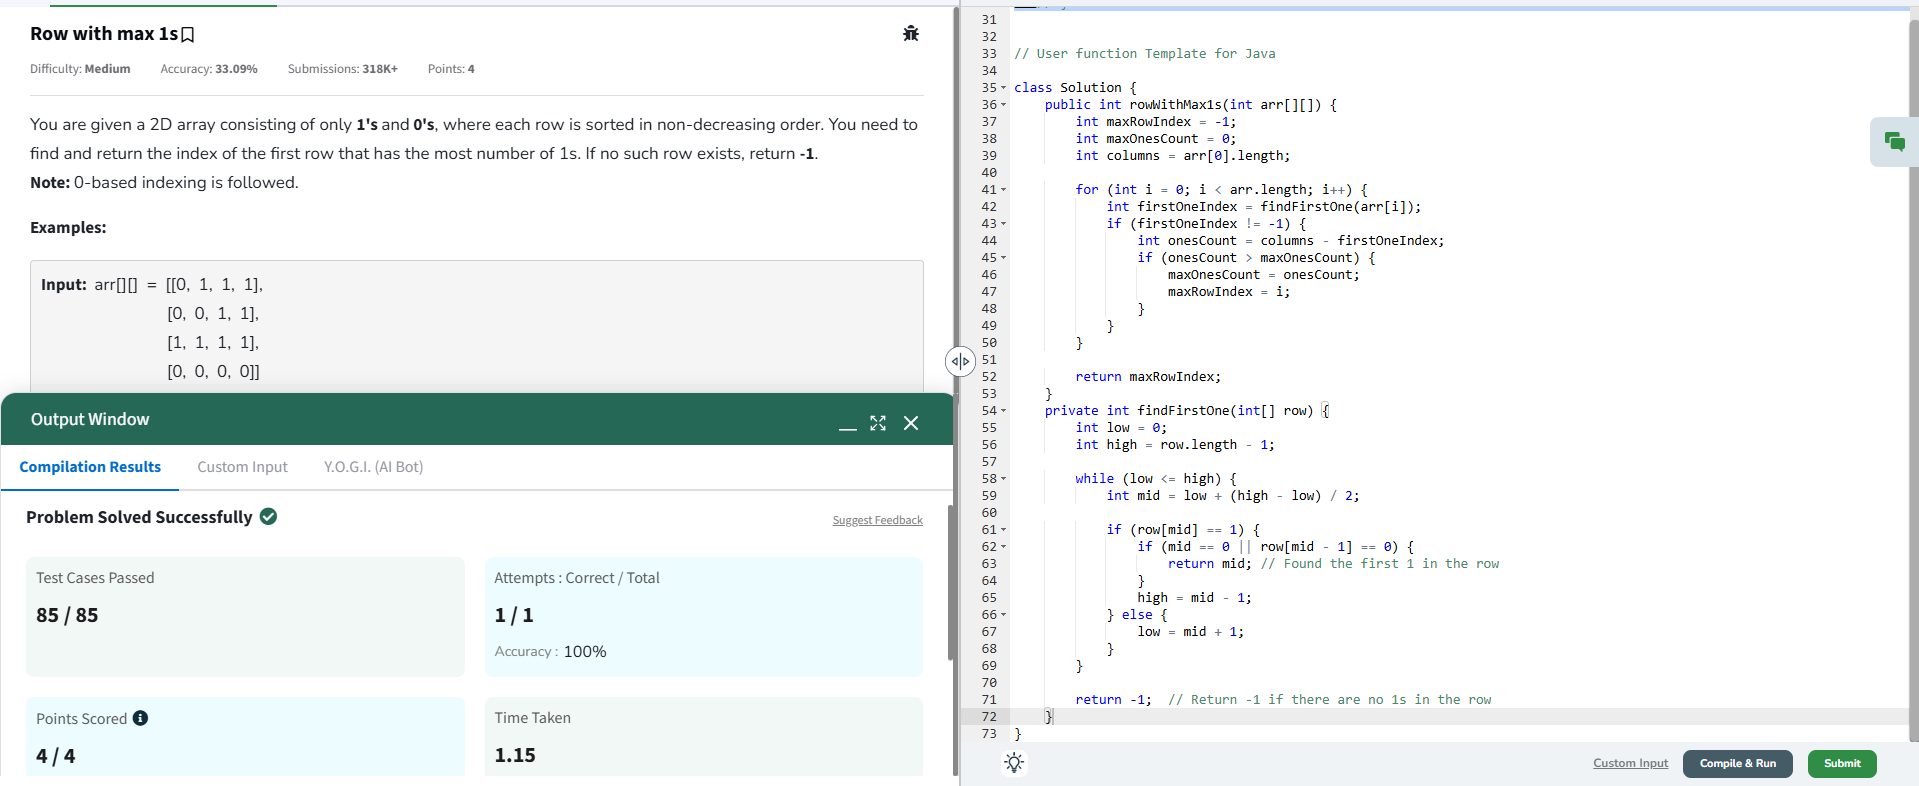 Row with max 1s
Difficulty: Medium Accuracy: 33.09% Submissions: 318K+ Points: 4
You are given a 2D array consisting of only 1's and 0's, where each row is sorted in non-decreasing order. You need to
find and return the index of the first row that has the most number of 1s. If no such row exists, return -1.
Note: 0-based indexing is followed.
Examples:
Input: arr[][] = [[0, 1, 1, 1],
[0, 0, 1, 1],
[1, 1, 1, 1],
[0, 0, 0, 0]]
Output Window
Compilation Results Custom Input Y.O.G.I. (AI Bot)
Problem Solved Successfully
Suggest Feedback
Test Cases Passed
85 / 85
Attempts : Correct / Total
1 / 1
Accuracy : 100%
Points Scored
4 / 4
Time Taken
1.15
31
32
33 // User function Template for Java
34
35 class Solution {
36 public int rowWithMax1s(int arr[][]) {
37 int maxRowIndex = -1;
38 int maxOnesCount = 0;
39 int columns = arr[0].length;
40
41 for (int i = 0; i < arr.length; i++) {
42 int firstOneIndex = findFirstOne(arr[i]);
43 if (firstOneIndex != -1) {
44 int onesCount = columns - firstOneIndex;
45 if (onesCount > maxOnesCount) {
46 maxOnesCount = onesCount;
47 maxRowIndex = i;
48 }
49 }
50 }
51
52 return maxRowIndex;
53 }
54 private int findFirstOne(int[] row) {
55 int low = 0;
56 int high = row.length - 1;
57
58 while (low <= high) {
59 int mid = low + (high - low) / 2;
60
61 if (row[mid] == 1) {
62 if (mid == 0 || row[mid - 1] == 0) {
63 return mid; // Found the first 1 in the row
64 }
65 high = mid - 1;
66 } else {
67 low = mid + 1;
68 }
69 }
70
71 return -1; // Return -1 if there are no 1s in the row
72 }
73 }
Custom Input Compile & Run Submit